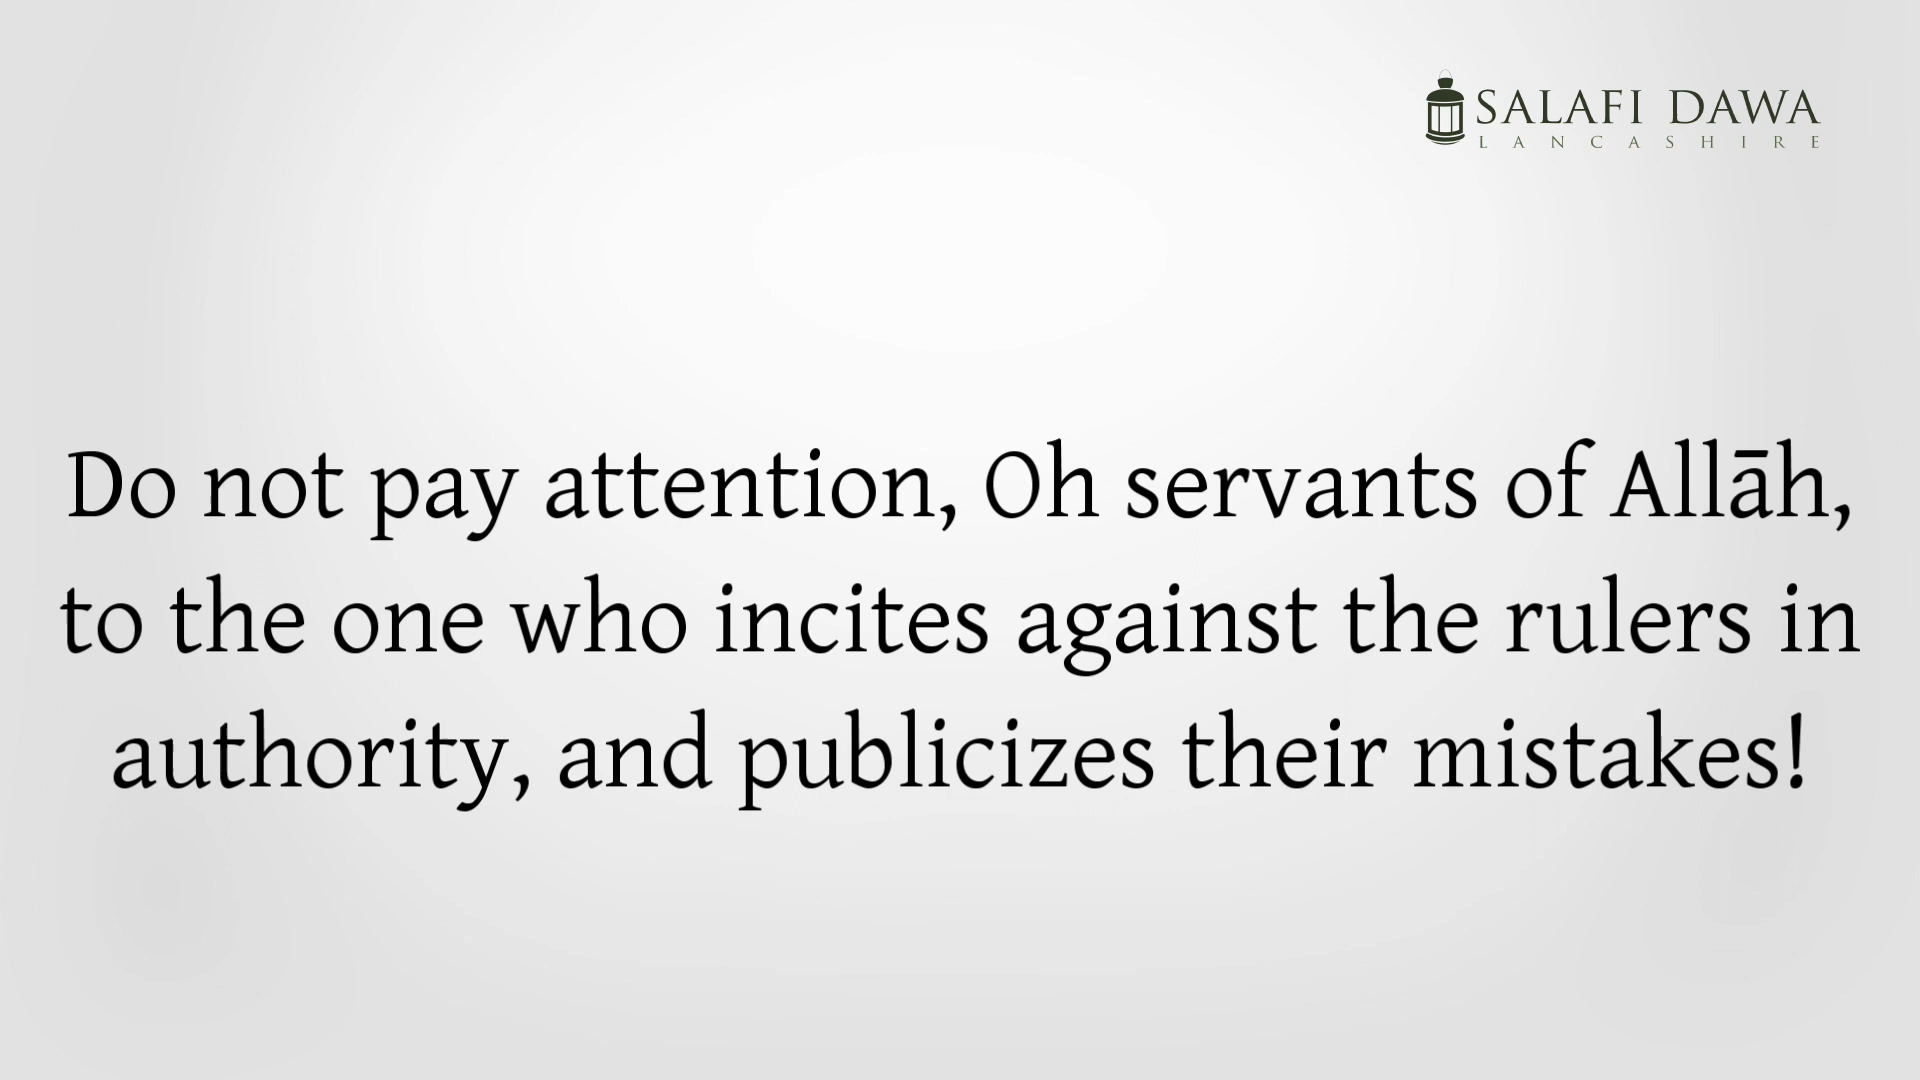 SALAFI DAWA
LANCASHIRE
Do not pay attention, Oh servants of Allāh,
to the one who incites against the rulers in
authority, and publicizes their mistakes!